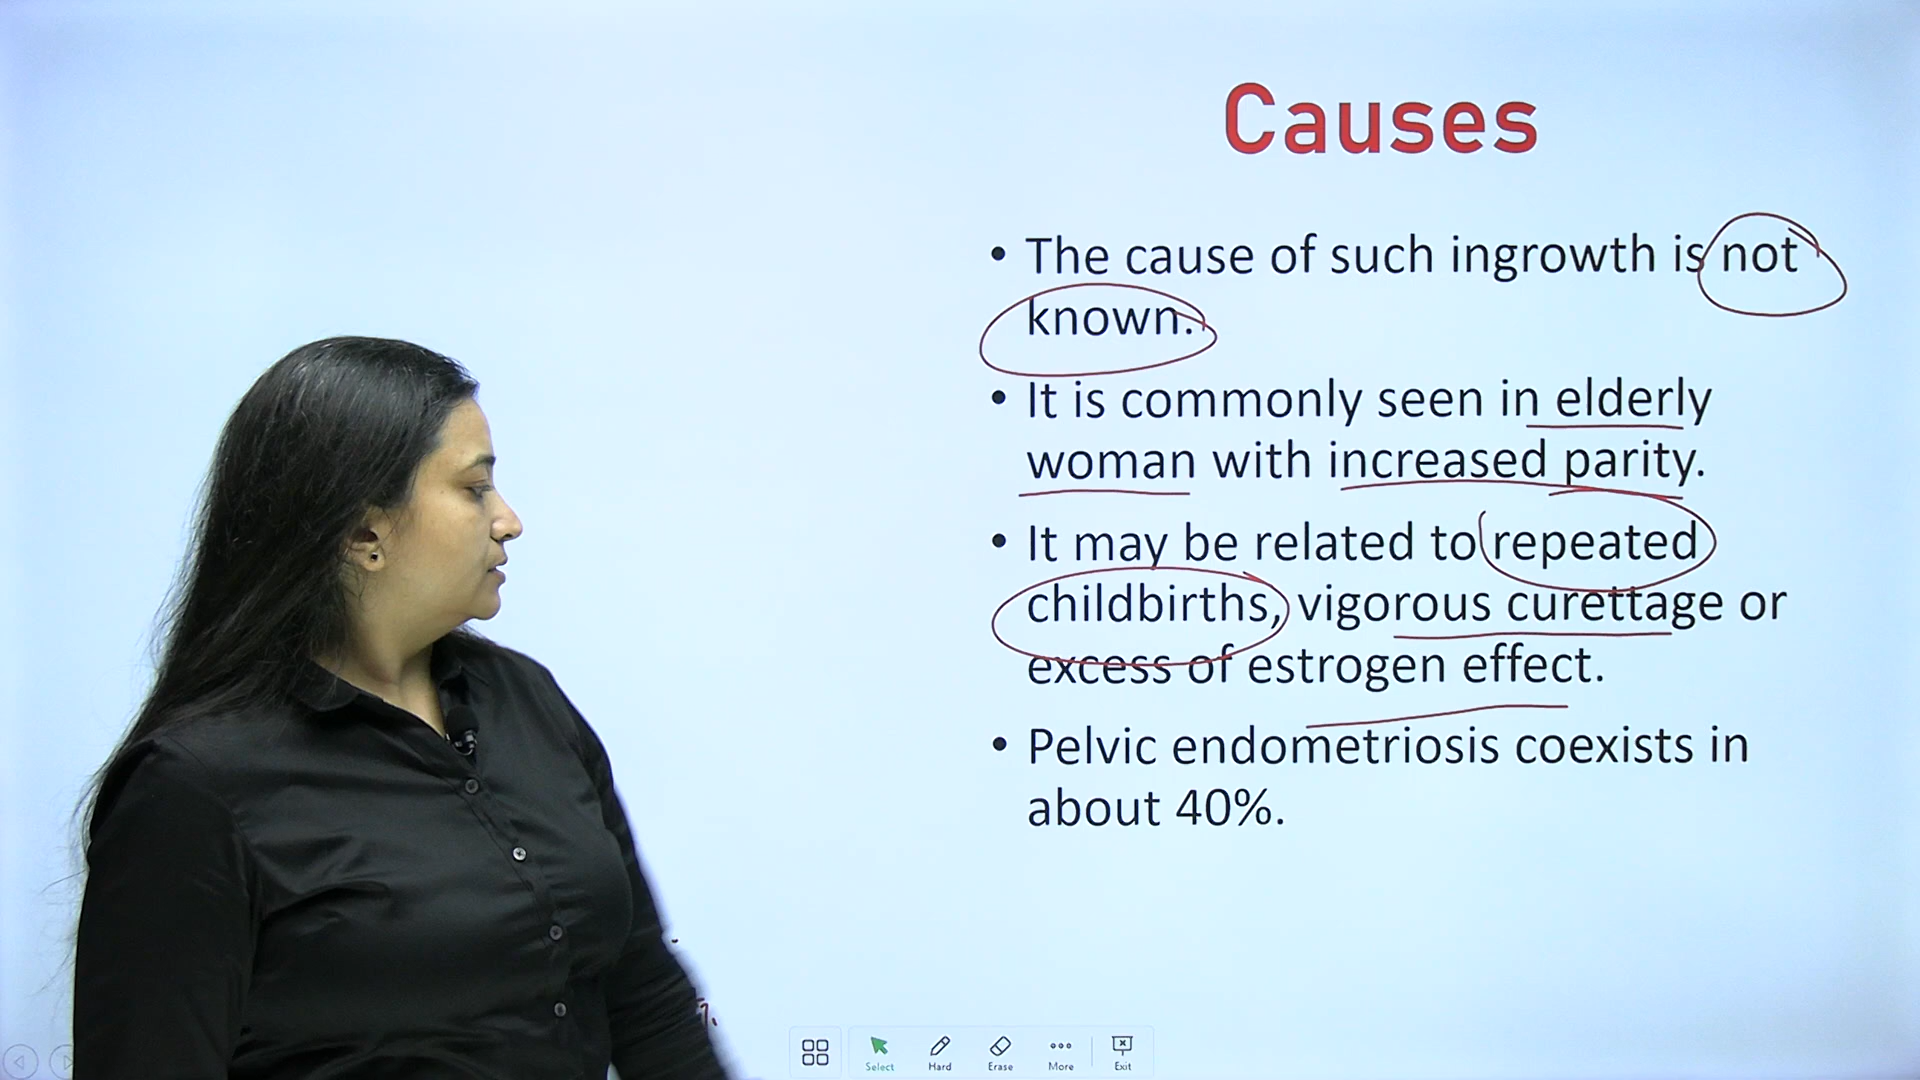 Causes
• The cause of such ingrowth is not
known.
• It is commonly seen in elderly
woman with increased parity.
• It may be related to repeated
childbirths, vigorous curettage or
excess of estrogen effect.
• Pelvic endometriosis coexists in
about 40%.
Select Hard Erase More Exit